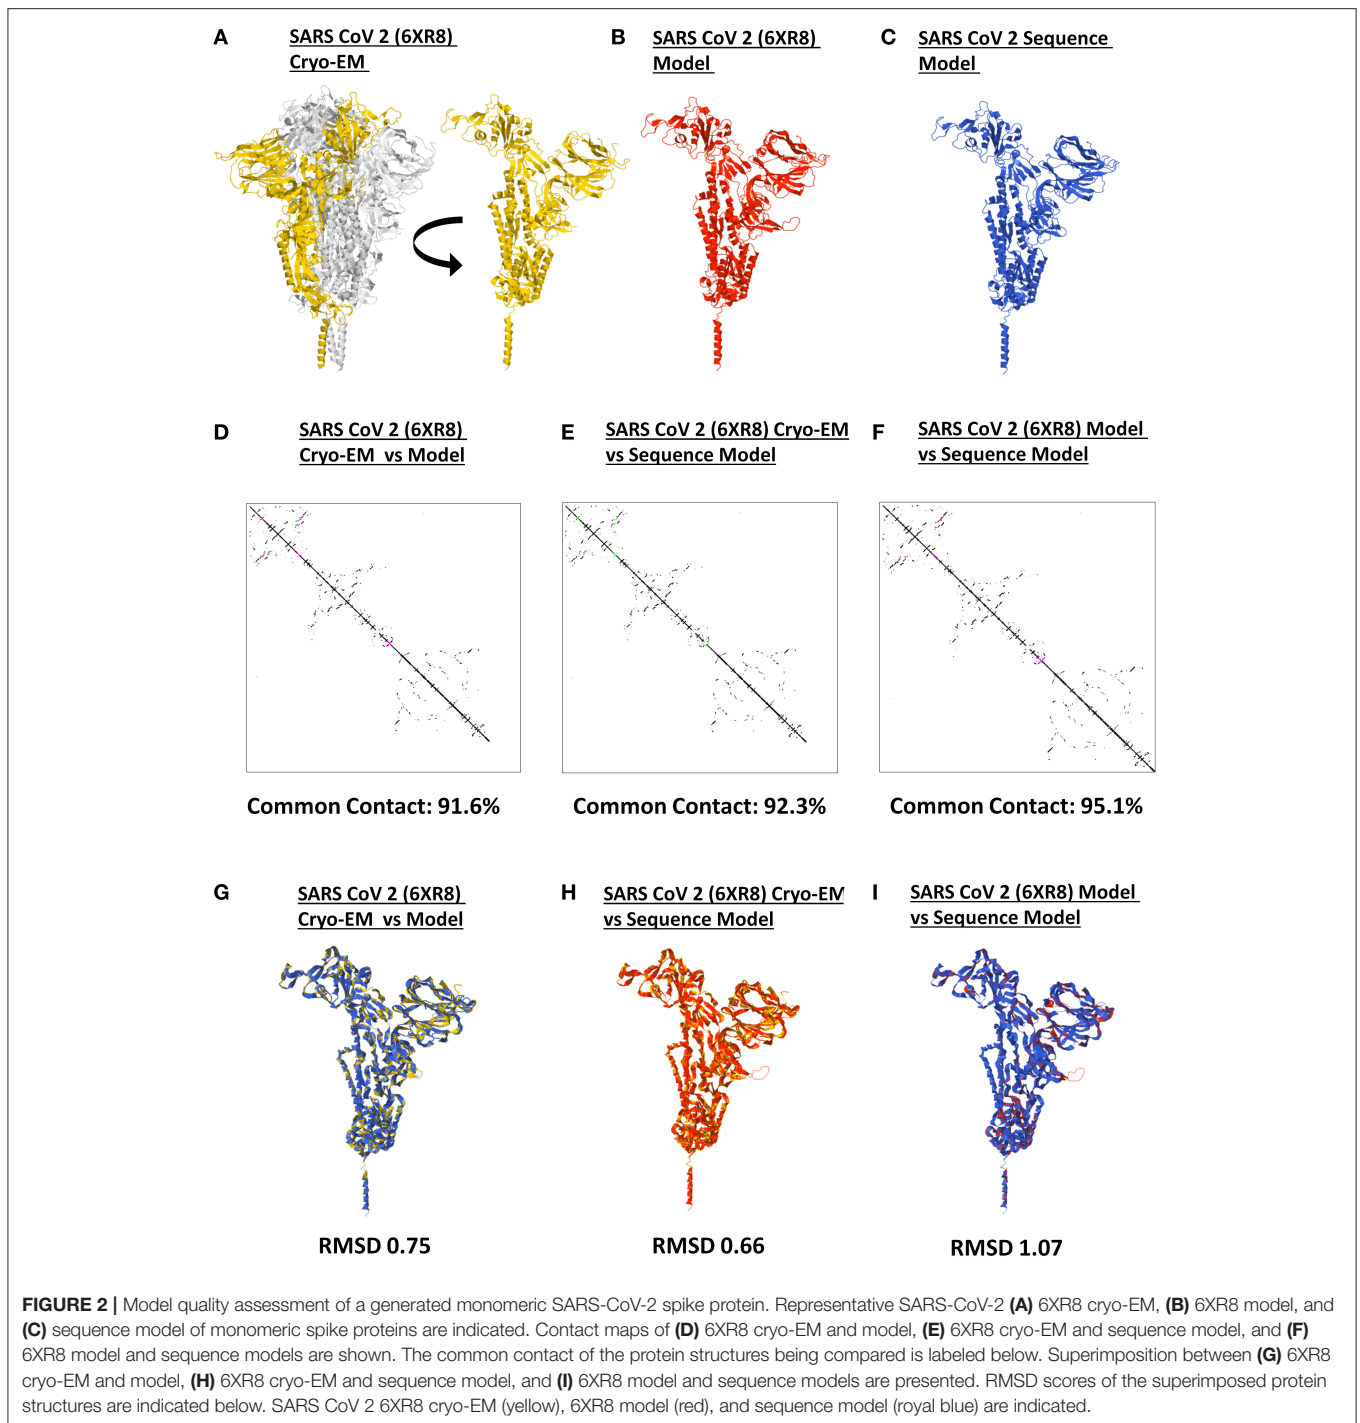 A
SARS CoV 2 (6XR8)
Cryo-EM
B
SARS CoV 2 (6XR8)
Model
C
SARS CoV 2 Sequence
Model
D
SARS CoV 2 (6XR8)
Cryo-EM vs Model
E
SARS CoV 2 (6XR8) Cryo-EM
vs Sequence Model
F
SARS CoV 2 (6XR8) Model
vs Sequence Model
Common Contact: 91.6%
Common Contact: 92.3%
Common Contact: 95.1%
G
SARS CoV 2 (6XR8)
Cryo-EM vs Model
H
SARS CoV 2 (6XR8) Cryo-EM
vs Sequence Model
I
SARS CoV 2 (6XR8) Model
vs Sequence Model
RMSD 0.75
RMSD 0.66
RMSD 1.07
FIGURE 2 | Model quality assessment of a generated monomeric SARS-CoV-2 spike protein. Representative SARS-CoV-2 (A) 6XR8 cryo-EM, (B) 6XR8 model, and
(C) sequence model of monomeric spike proteins are indicated. Contact maps of (D) 6XR8 cryo-EM and model, (E) 6XR8 cryo-EM and sequence model, and (F)
6XR8 model and sequence models are shown. The common contact of the protein structures being compared is labeled below. Superimposition between (G) 6XR8
cryo-EM and model, (H) 6XR8 cryo-EM and sequence model, and (I) 6XR8 model and sequence models are presented. RMSD scores of the superimposed protein
structures are indicated below. SARS CoV 2 6XR8 cryo-EM (yellow), 6XR8 model (red), and sequence model (royal blue) are indicated.